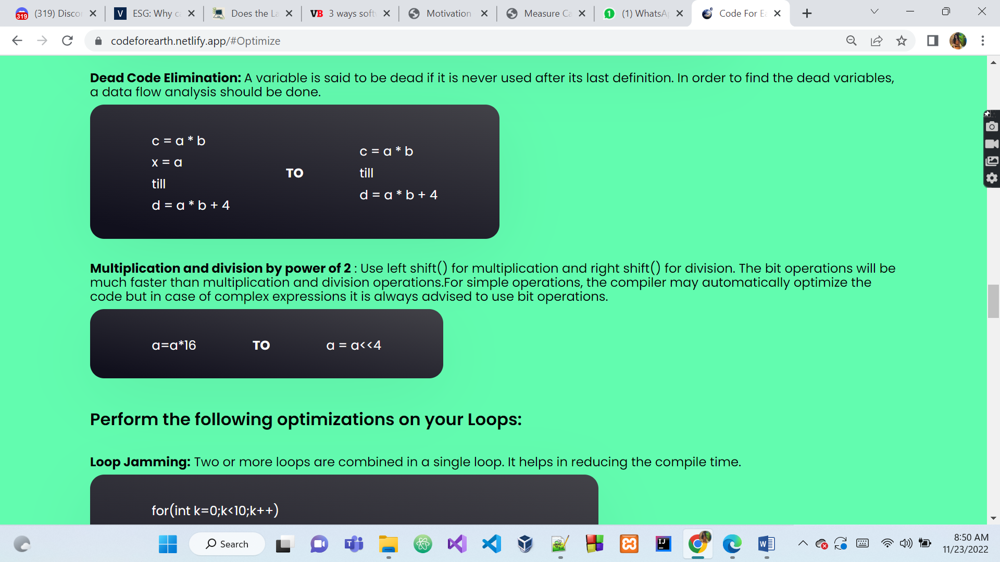 319 (319) Discor
V ESG: Why c
Does the La
VB 3 ways soft
Motivation
Measure Ca
1 (1) WhatsA
Code For Ea
codeforearth.netlify.app/#Optimize
Dead Code Elimination: A variable is said to be dead if it is never used after its last definition. In order to find the dead variables,
a data flow analysis should be done.
c = a * b
x = a
till
d = a * b + 4
TO
c = a * b
till
d = a * b + 4
Multiplication and division by power of 2 : Use left shift() for multiplication and right shift() for division. The bit operations will be
much faster than multiplication and division operations.For simple operations, the compiler may automatically optimize the
code but in case of complex expressions it is always advised to use bit operations.
a=a*16 TO a = a<<4
Perform the following optimizations on your Loops:
Loop Jamming: Two or more loops are combined in a single loop. It helps in reducing the compile time.
for(int k=0;k<10;k++)
Search
8:50 AM
11/23/2022